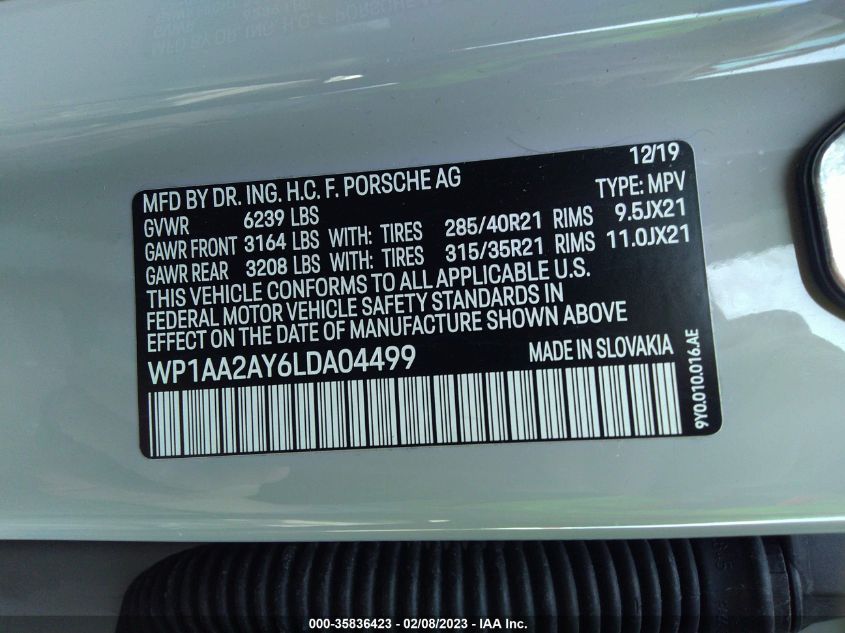 MFD BY DR. ING. H.C. F. PORSCHE AG 12/19
GVWR 6239 LBS TYPE: MPV
GAWR FRONT 3164 LBS WITH: TIRES 285/40R21 RIMS 9.5JX21
GAWR REAR 3208 LBS WITH: TIRES 315/35R21 RIMS 11.0JX21
THIS VEHICLE CONFORMS TO ALL APPLICABLE U.S.
FEDERAL MOTOR VEHICLE SAFETY STANDARDS IN
EFFECT ON THE DATE OF MANUFACTURE SHOWN ABOVE
WP1AA2AY6LDA04499 MADE IN SLOVAKIA
9Y0.010.016.AE
000-35836423 - 02/08/2023 - IAA Inc.